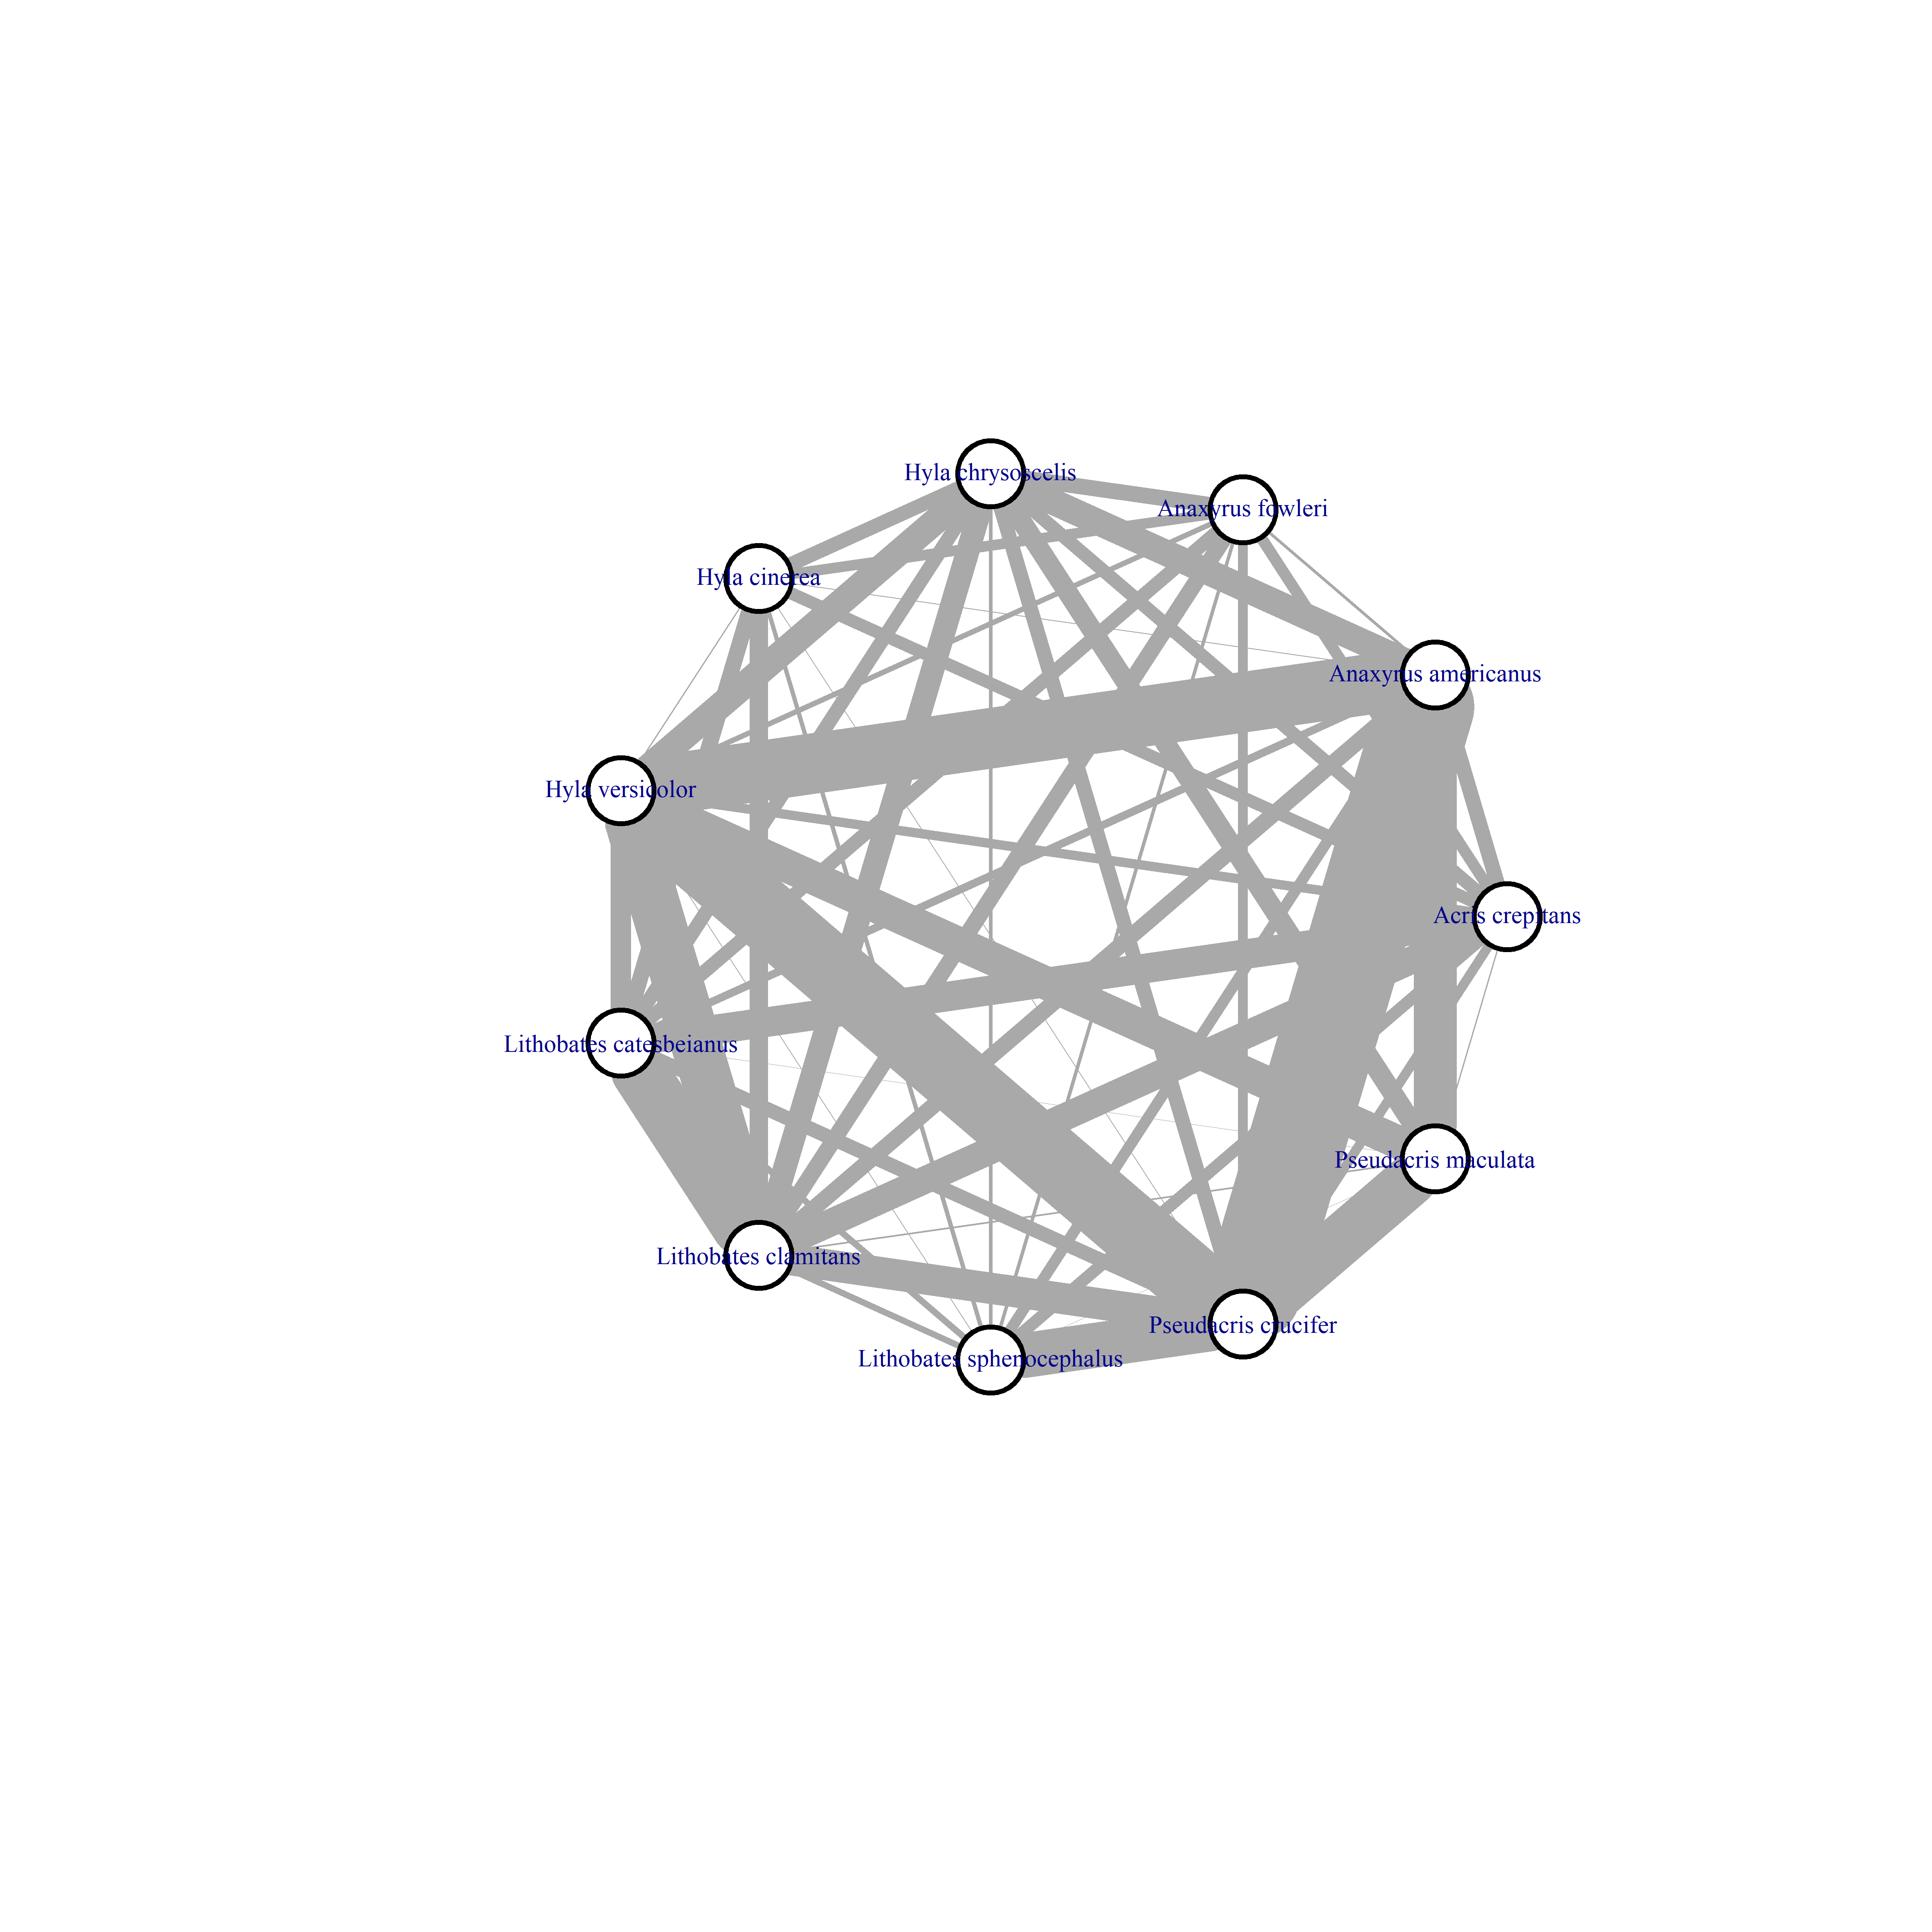 Hyla chrysoscelis
Anaxyrus fowleri
Hyla cinerea
Anaxyrus americanus
Hyla versicolor
Acris crepitans
Lithobates catesbeianus
Pseudacris maculata
Lithobates clamitans
Pseudacris crucifer
Lithobates sphenocephalus